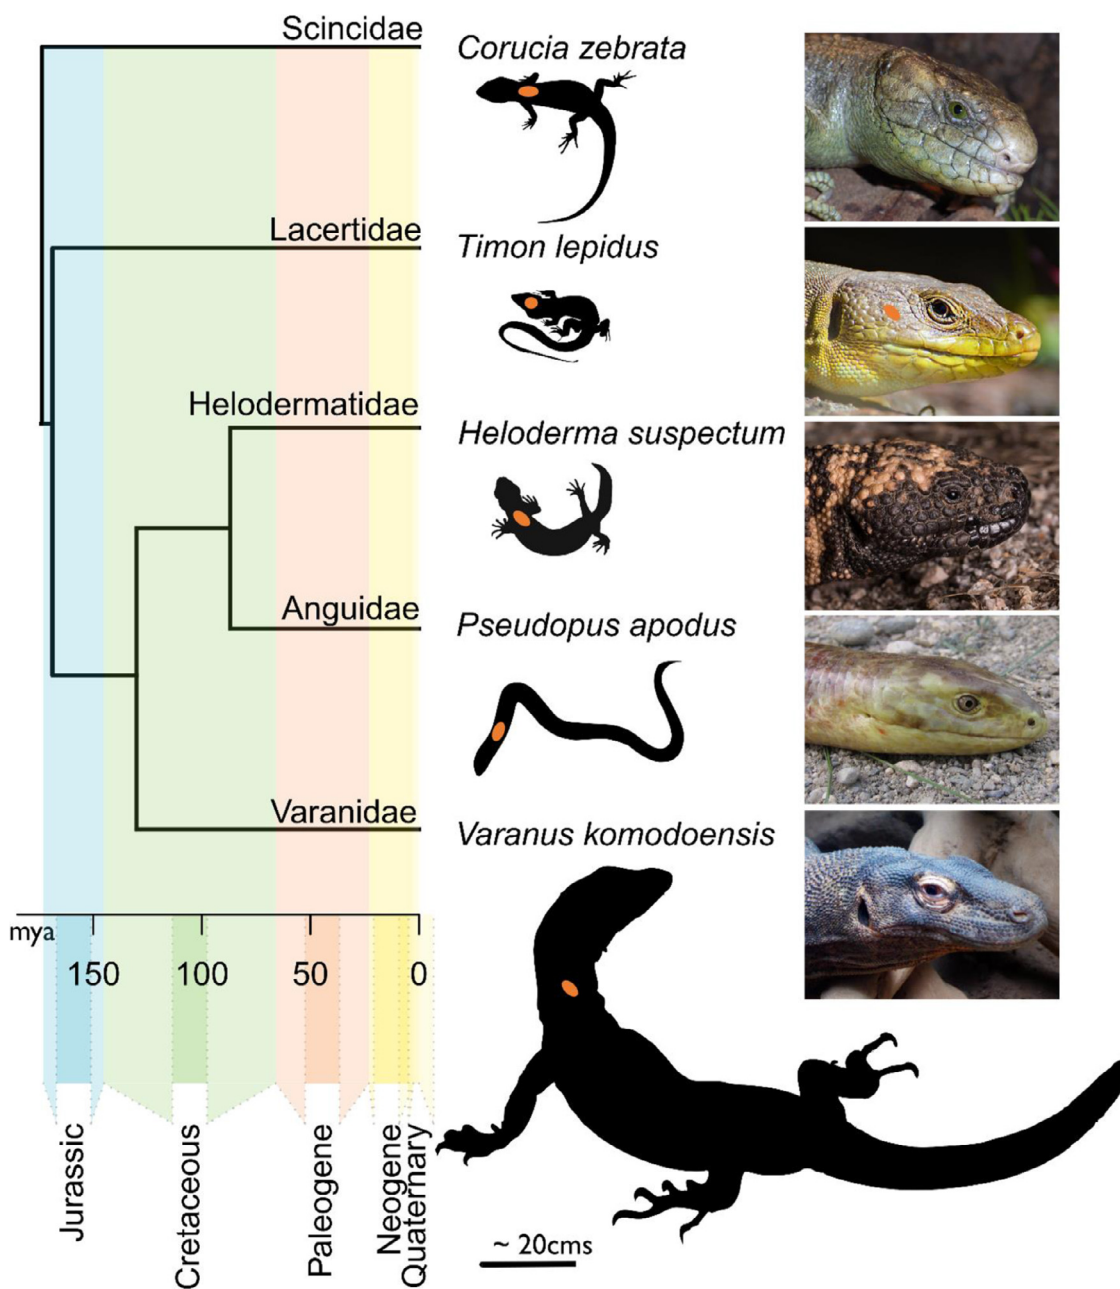 Scincidae
Corucia zebrata
Lacertidae
Timon lepidus
Helodermatidae
Heloderma suspectum
Anguidae
Pseudopus apodus
Varanidae
Varanus komodoensis
mya
150 100 50 0
Jurassic
Cretaceous
Paleogene
Neogene
Quaternary
~ 20cms